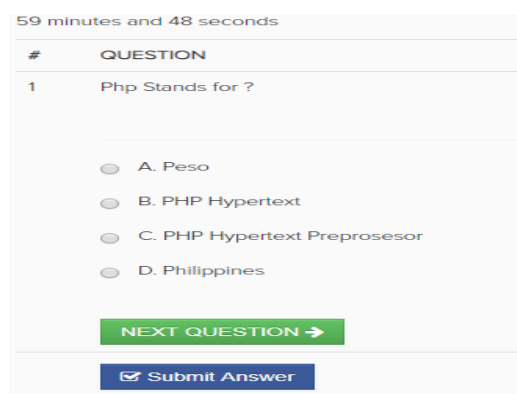 59 minutes and 48 seconds
# QUESTION
1 Php Stands for ?
A. Peso
B. PHP Hypertext
C. PHP Hypertext Preprosesor
D. Philippines
NEXT QUESTION
Submit Answer